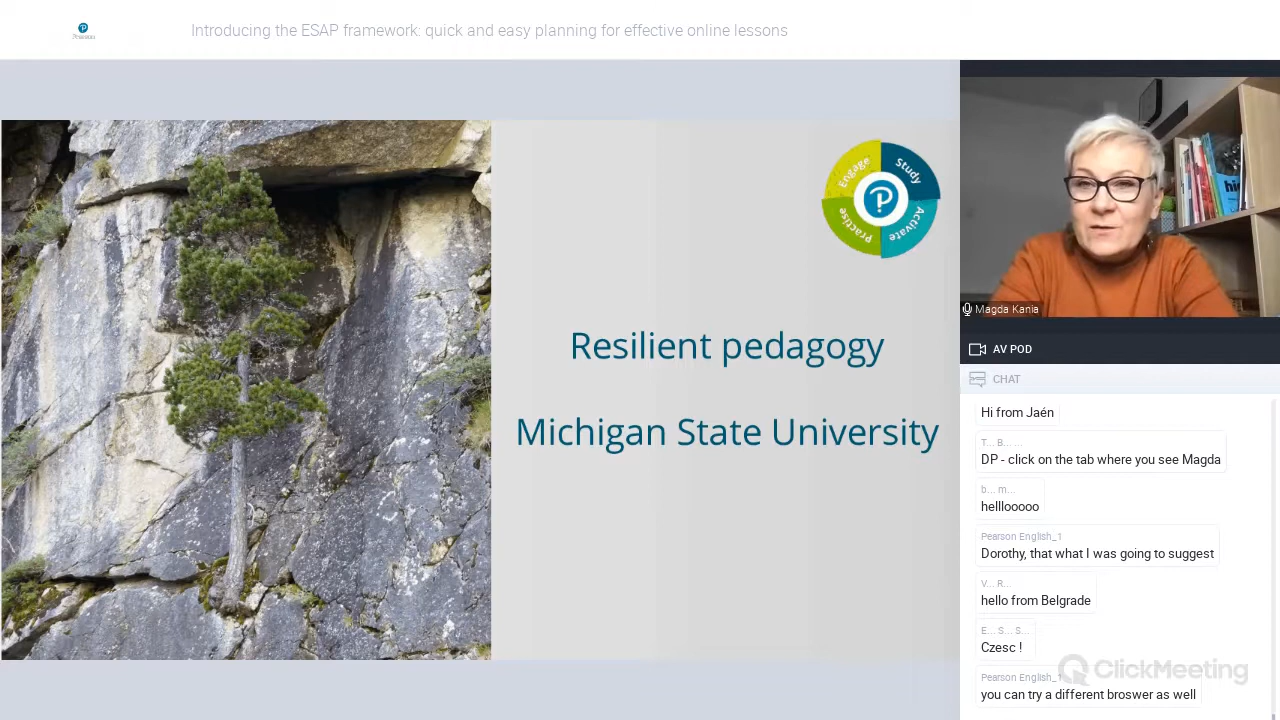 Pearson
Introducing the ESAP framework: quick and easy planning for effective online lessons
Engage
Study
Practise
Activate
Resilient pedagogy
Michigan State University
Magda Kania
AV POD
CHAT
Hi from Jaén
T... B... ...
DP - click on the tab where you see Magda
b... m...
helllooooo
Pearson English_1
Dorothy, that what I was going to suggest
V... R...
hello from Belgrade
E... S... S...
Czesc !
Pearson English_1
you can try a different broswer as well
ClickMeeting